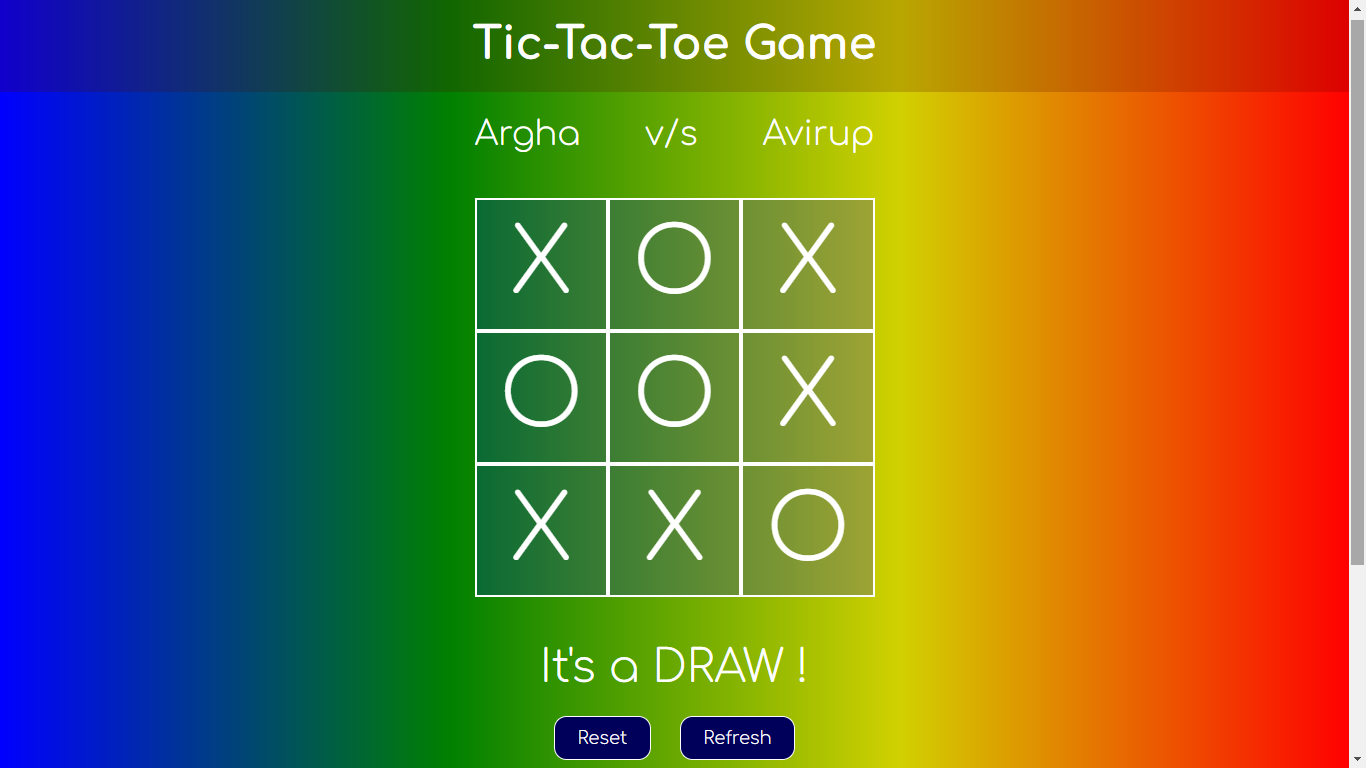 Tic-Tac-Toe Game
Argha v/s Avirup
X O X
O O X
X X O
It's a DRAW !
Reset Refresh